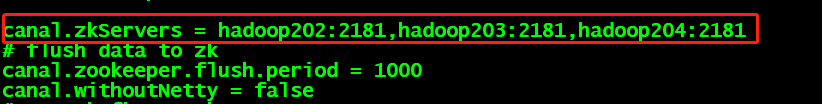 canal.zkServers = hadoop202:2181,hadoop203:2181,hadoop204:2181
# flush data to zk
canal.zookeeper.flush.period = 1000
canal.withoutNetty = false